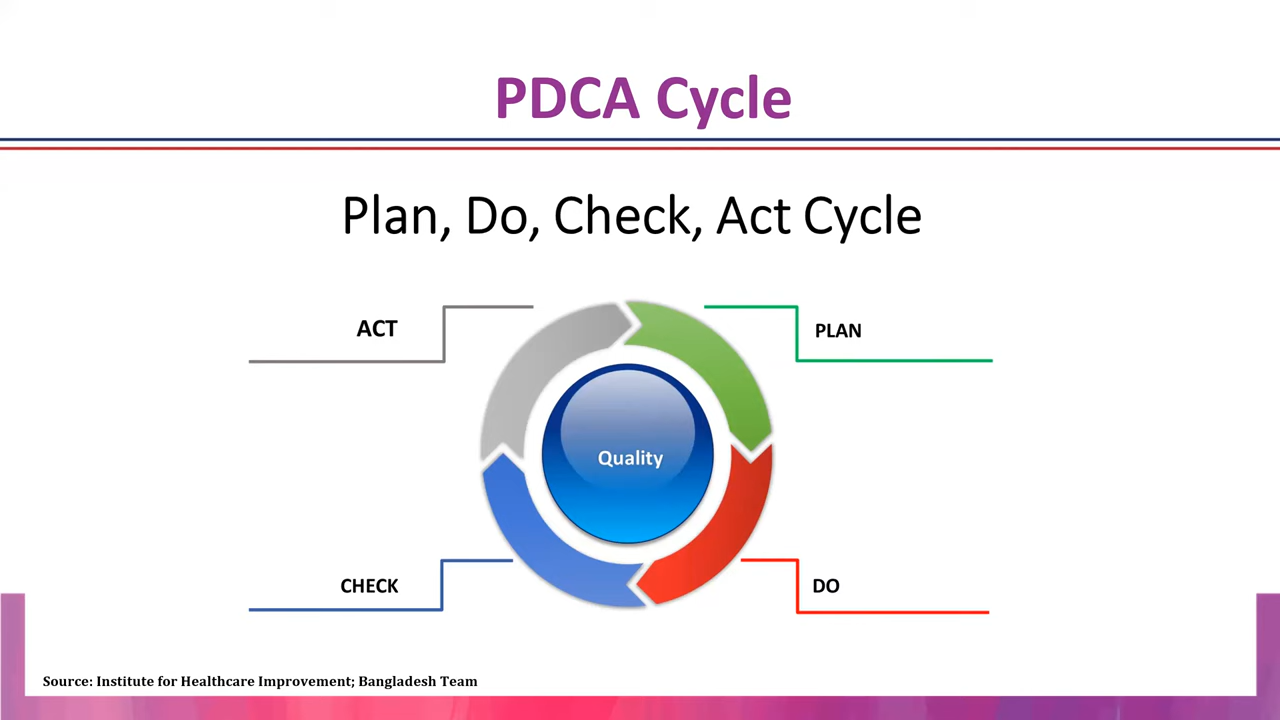 PDCA Cycle
Plan, Do, Check, Act Cycle
ACT
PLAN
Quality
CHECK
DO
Source: Institute for Healthcare Improvement; Bangladesh Team